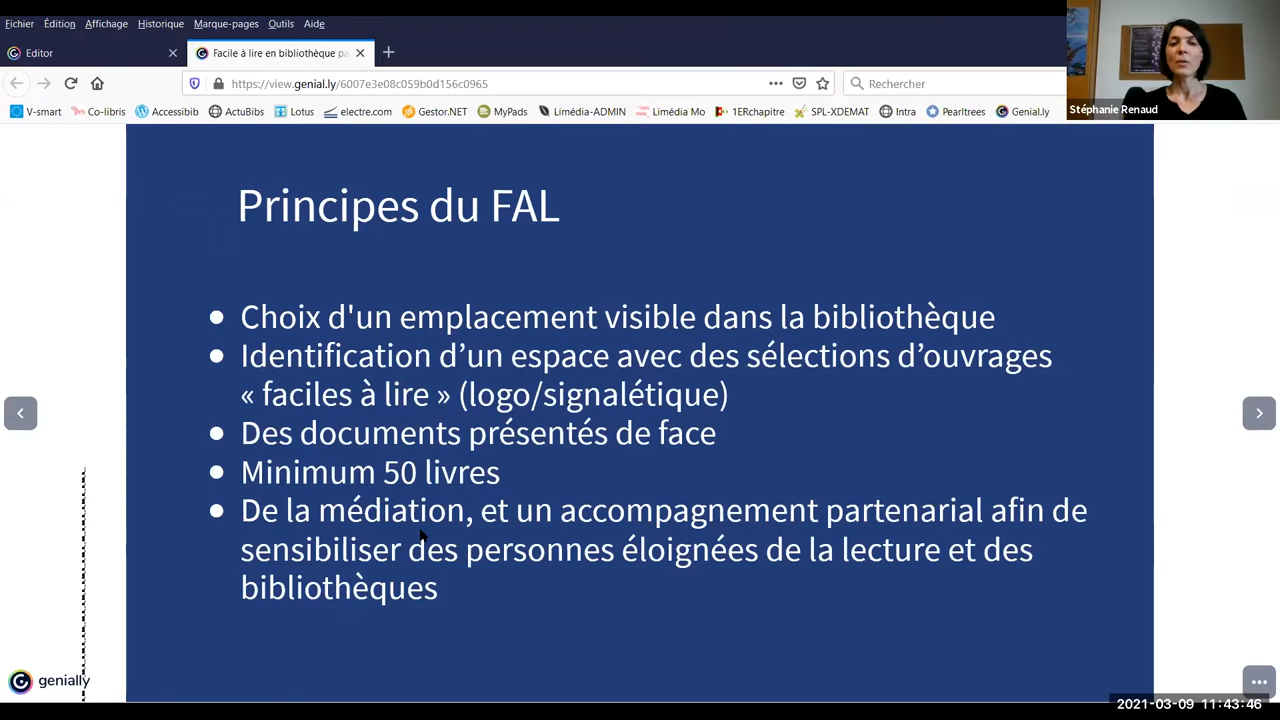 Fichier Édition Affichage Historique Marque-pages Outils Aide
Editor
Facile à lire en bibliothèque pa
https://view.genial.ly/6007e3e08c059b0d156c0965
Rechercher
V-smart Co-libris Accessibib ActuBibs Lotus electre.com Gestor.NET MyPads Limédia-ADMIN Limédia Mo 1ERchapitre SPL-XDEMAT Intra Pearltrees Genial.ly
Stéphanie Renaud
Principes du FAL
Choix d'un emplacement visible dans la bibliothèque
Identification d’un espace avec des sélections d’ouvrages
« faciles à lire » (logo/signalétique)
Des documents présentés de face
Minimum 50 livres
De la médiation, et un accompagnement partenarial afin de
sensibiliser des personnes éloignées de la lecture et des
bibliothèques
genially
2021-03-09 11:43:46